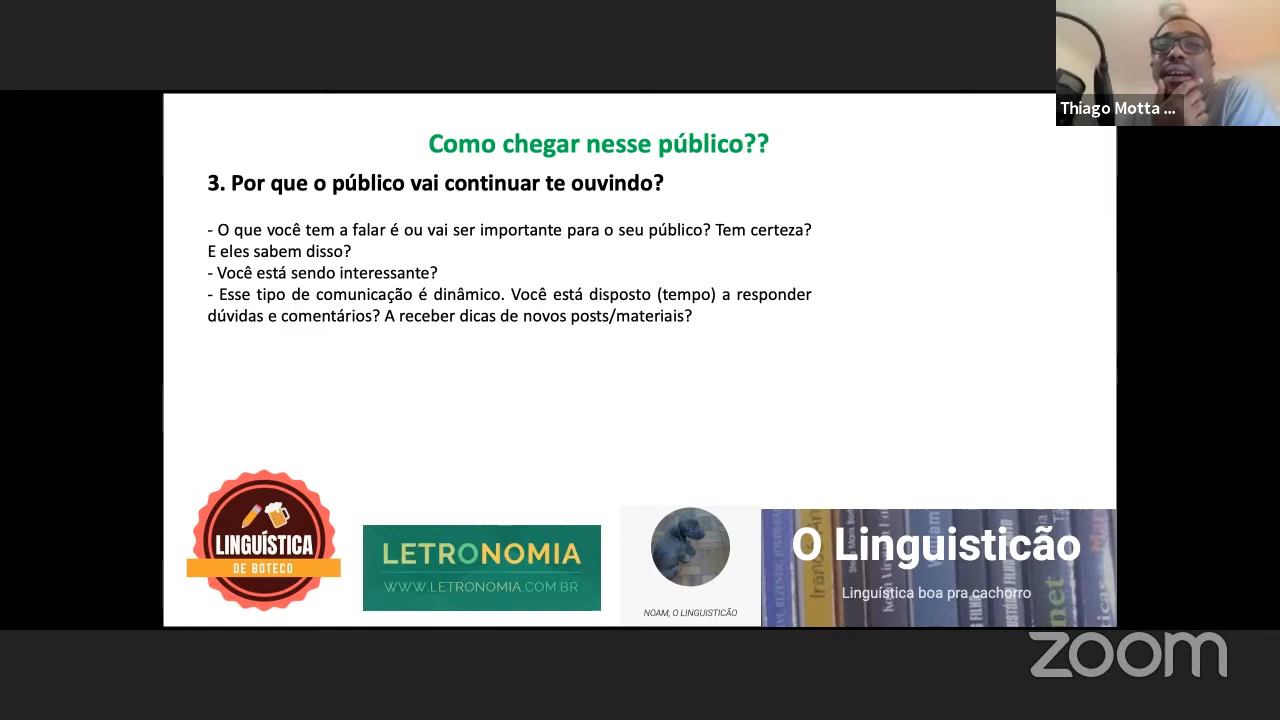 Thiago Motta ...
Como chegar nesse público??
3. Por que o público vai continuar te ouvindo?
- O que você tem a falar é ou vai ser importante para o seu público? Tem certeza?
E eles sabem disso?
- Você está sendo interessante?
- Esse tipo de comunicação é dinâmico. Você está disposto (tempo) a responder
dúvidas e comentários? A receber dicas de novos posts/materiais?
LINGUÍSTICA
DE BOTECO
LETRONOMIA
WWW.LETRONOMIA.COM.BR
NOAM, O LINGUISTICÃO
O Linguisticão
Linguística boa pra cachorro
zoom